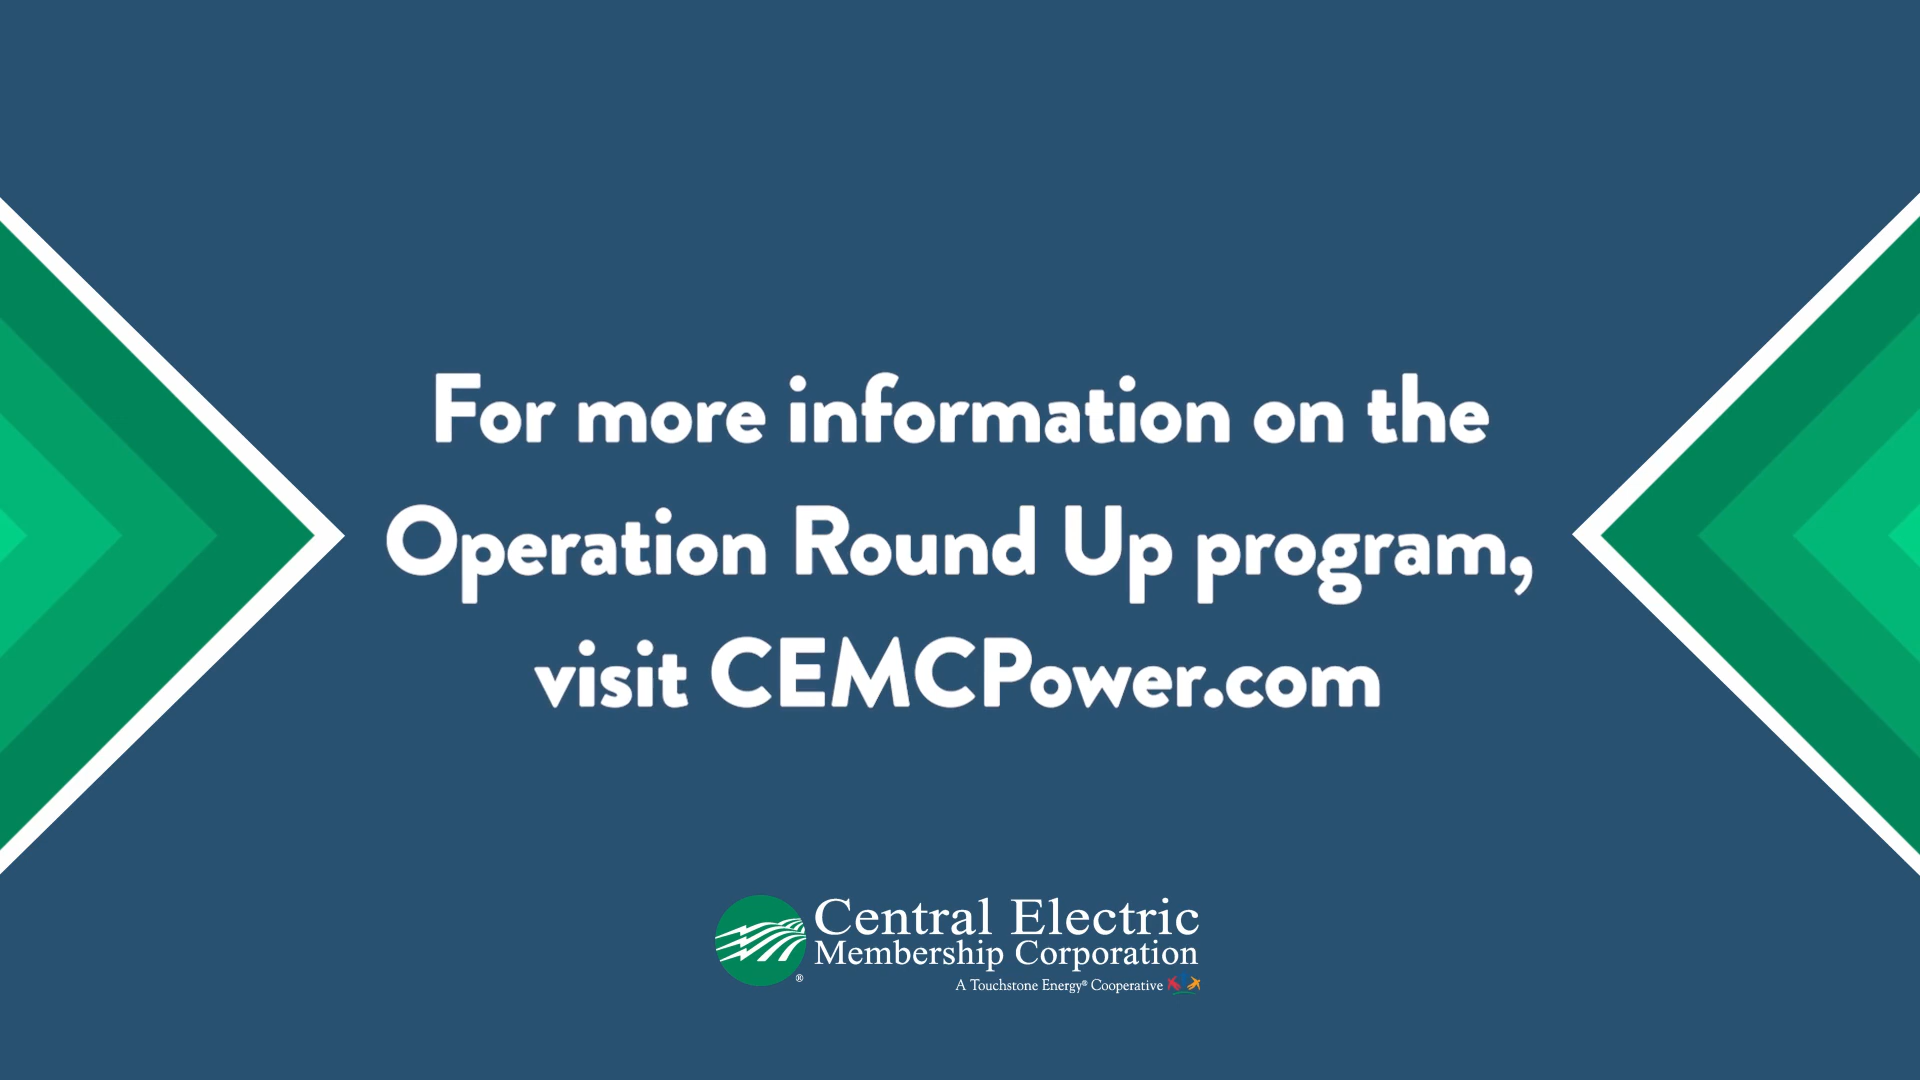 For more information on the
Operation Round Up program,
visit CEMCPower.com
Central Electric
Membership Corporation
A Touchstone Energy® Cooperative
®